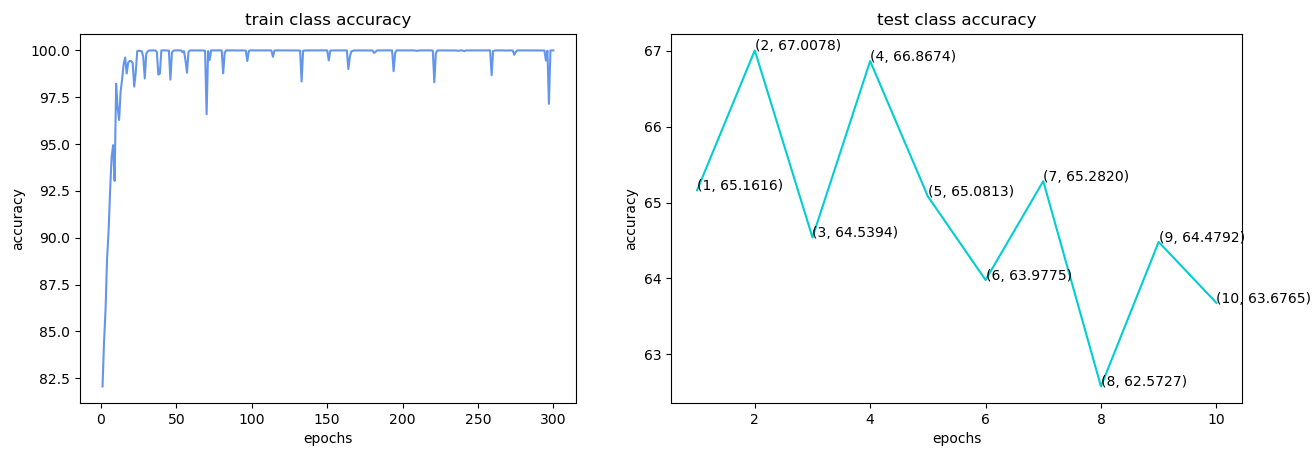 train class accuracy
accuracy
100.0
97.5
95.0
92.5
90.0
87.5
85.0
82.5
0 50 100 150 200 250 300
epochs
test class accuracy
accuracy
67
66
65
64
63
(1, 65.1616)
(2, 67.0078)
(3, 64.5394)
(4, 66.8674)
(5, 65.0813)
(6, 63.9775)
(7, 65.2820)
(8, 62.5727)
(9, 64.4792)
(10, 63.6765)
2 4 6 8 10
epochs